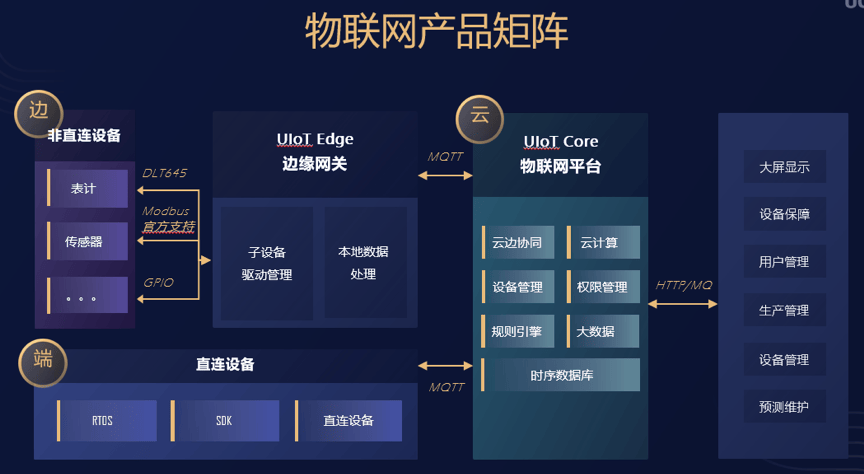 物联网产品矩阵
边
非直连设备
表计
传感器
。。。
DLT645
Modbus
官方支持
GPIO
UIoT Edge
边缘网关
子设备
驱动管理
本地数据
处理
MQTT
云
UIoT Core
物联网平台
云边协同
云计算
设备管理
权限管理
规则引擎
大数据
时序数据库
HTTP/MQ
大屏显示
设备保障
用户管理
生产管理
设备管理
预测维护
端
直连设备
RTOS
SDK
直连设备
MQTT